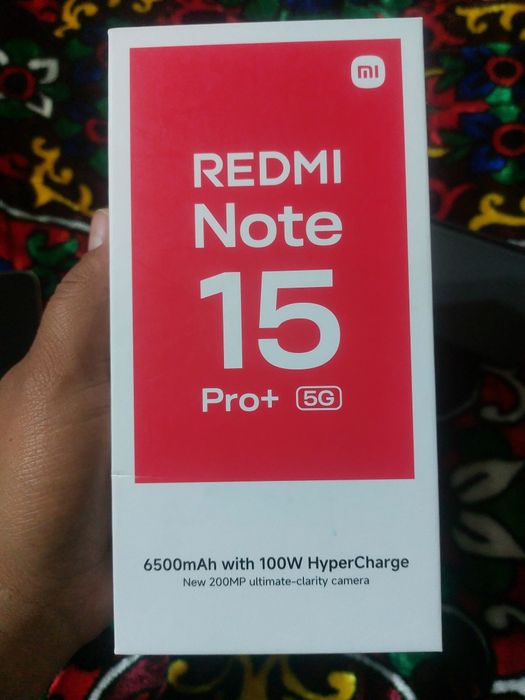 mi
REDMI
Note
15
Pro+ 5G
6500mAh with 100W HyperCharge
New 200MP ultimate-clarity camera